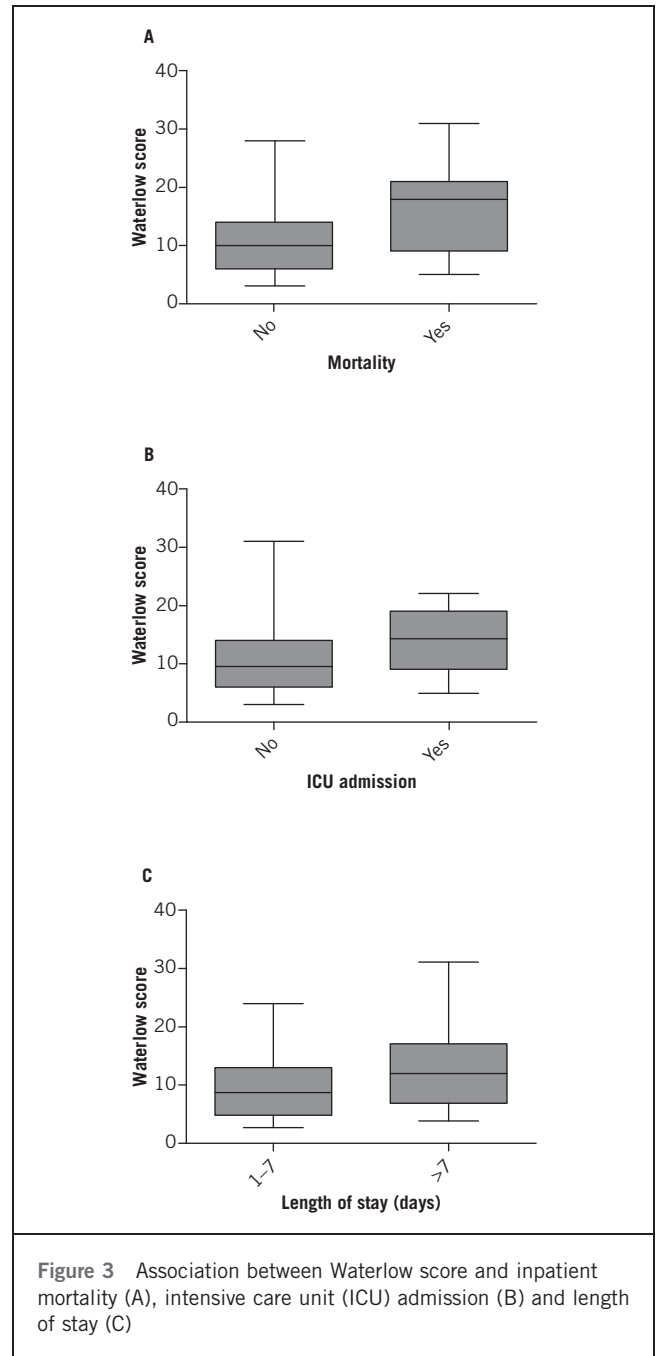 A
40
30
20
10
0
Waterlow score
No
Yes
Mortality
B
40
30
20
10
0
Waterlow score
No
Yes
ICU admission
C
40
30
20
10
0
Waterlow score
1–7
>7
Length of stay (days)
Figure 3 Association between Waterlow score and inpatient
mortality (A), intensive care unit (ICU) admission (B) and length
of stay (C)